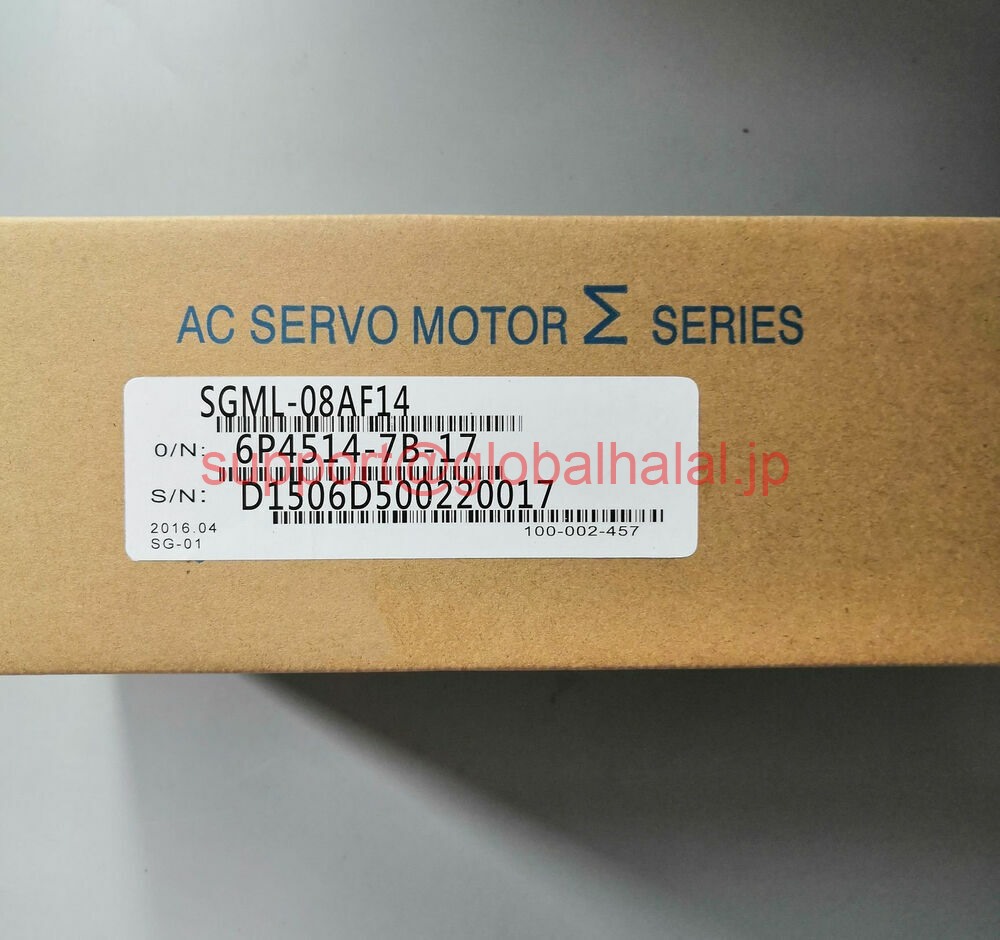 AC SERVO MOTOR Σ SERIES
SGML-08AF14
O/N: 6P4514-7B-17
support@globalhalal.jp
S/N: D1506D500220017
2016.04
100-002-457
SG-01